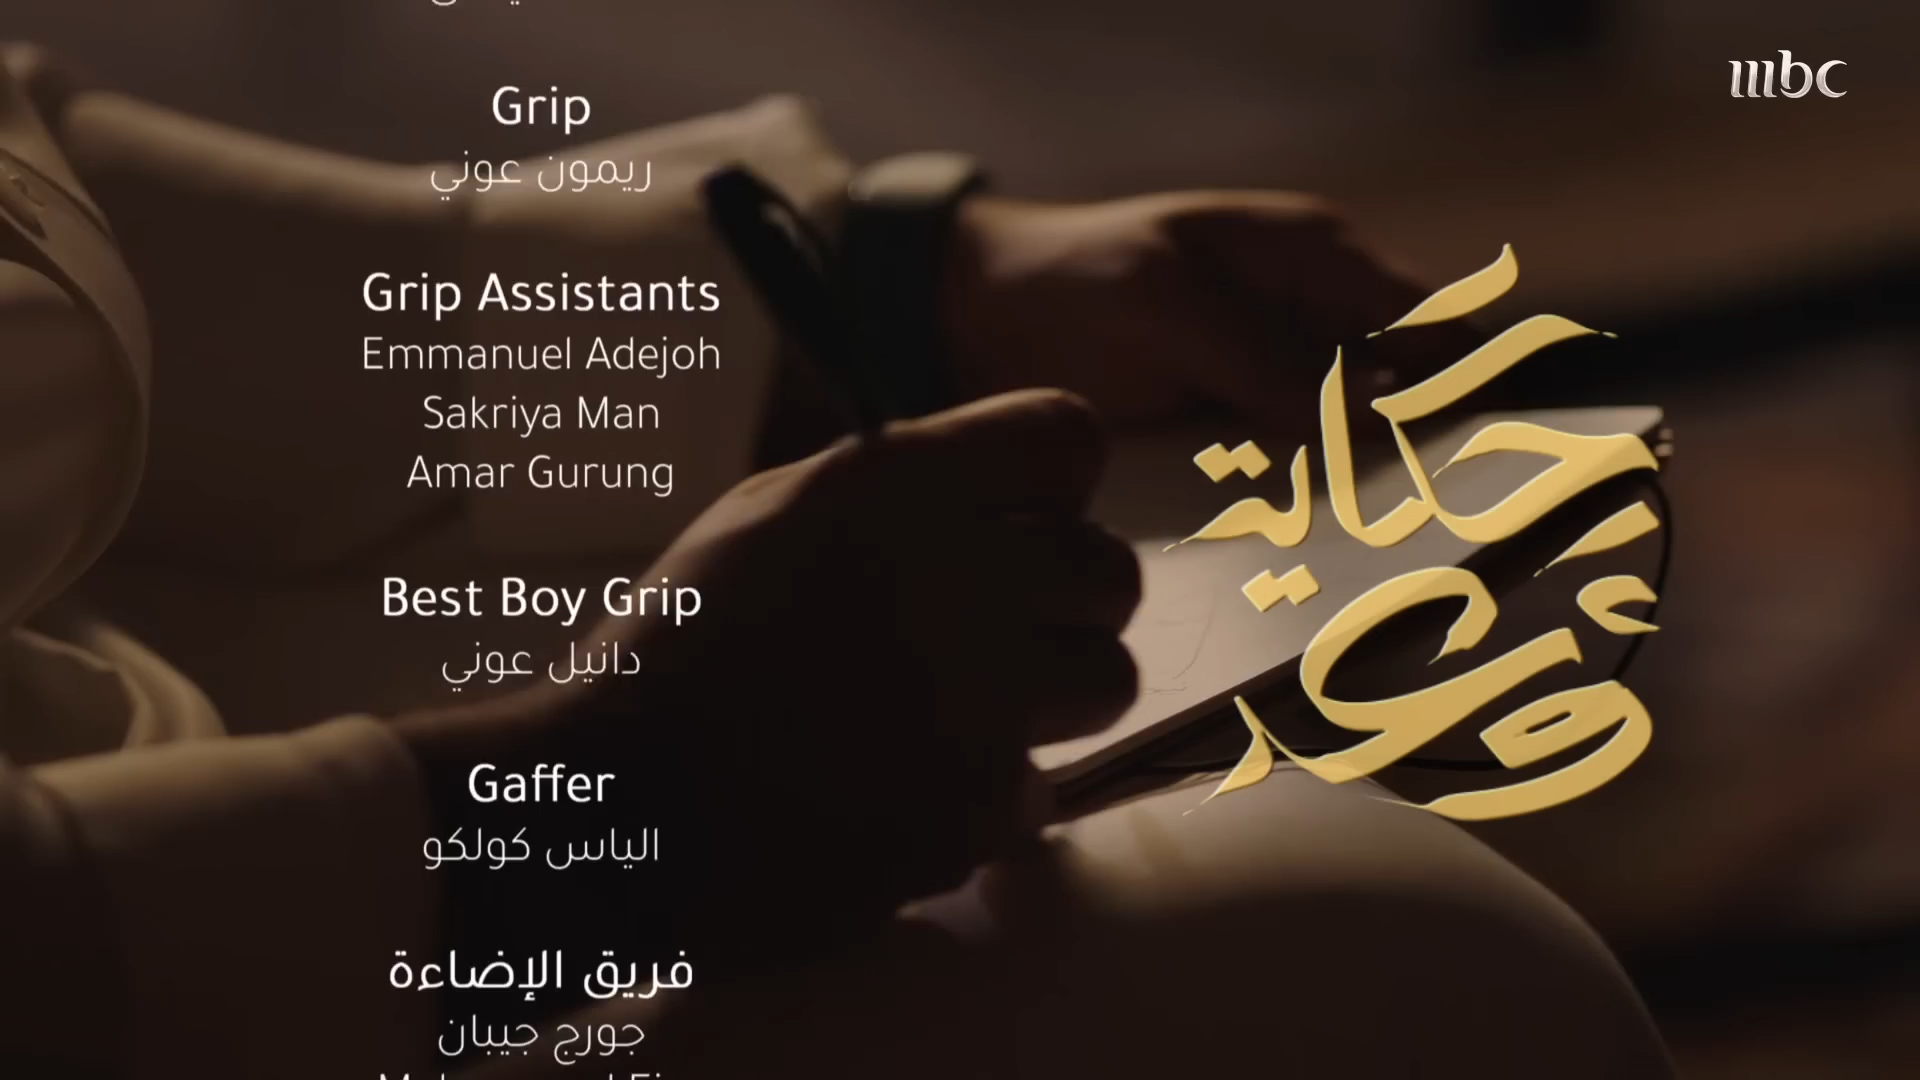 mbc
Grip
ريمون عوني
Grip Assistants
Emmanuel Adejoh
Sakriya Man
Amar Gurung
Best Boy Grip
دانيل عوني
Gaffer
الياس كولكو
فريق الإضاءة
جورج جيبان
حكاية
وعد